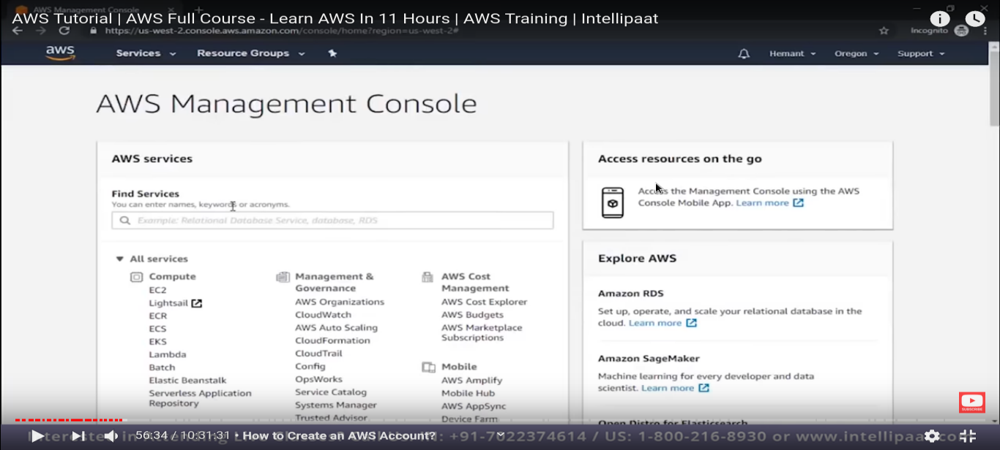 AWS Management Console
AWS Tutorial | AWS Full Course - Learn AWS In 11 Hours | AWS Training | Intellipaat
https://us-west-2.console.aws.amazon.com/console/home?region=us-west-2#
Incognito
aws
Services
Resource Groups
Hemant
Oregon
Support
AWS Management Console
AWS services
Find Services
You can enter names, keywords or acronyms.
Example: Relational Database Service, database, RDS
All services
Compute
EC2
Lightsail
ECR
ECS
EKS
Lambda
Batch
Elastic Beanstalk
Serverless Application
Repository
Management &
Governance
AWS Organizations
CloudWatch
AWS Auto Scaling
CloudFormation
CloudTrail
Config
OpsWorks
Service Catalog
Systems Manager
Trusted Advisor
AWS Cost
Management
AWS Cost Explorer
AWS Budgets
AWS Marketplace
Subscriptions
Mobile
AWS Amplify
Mobile Hub
AWS AppSync
Device Farm
Access resources on the go
Access the Management Console using the AWS
Console Mobile App. Learn more
Explore AWS
Amazon RDS
Set up, operate, and scale your relational database in the
cloud. Learn more
Amazon SageMaker
Machine learning for every developer and data
scientist. Learn more
Open Distro for Elasticsearch
SUBSCRIBE
56:34 / 10:31:31 • How to Create an AWS Account?
+91-7022374614 / US: 1-800-216-8930 or www.intellipaat.co